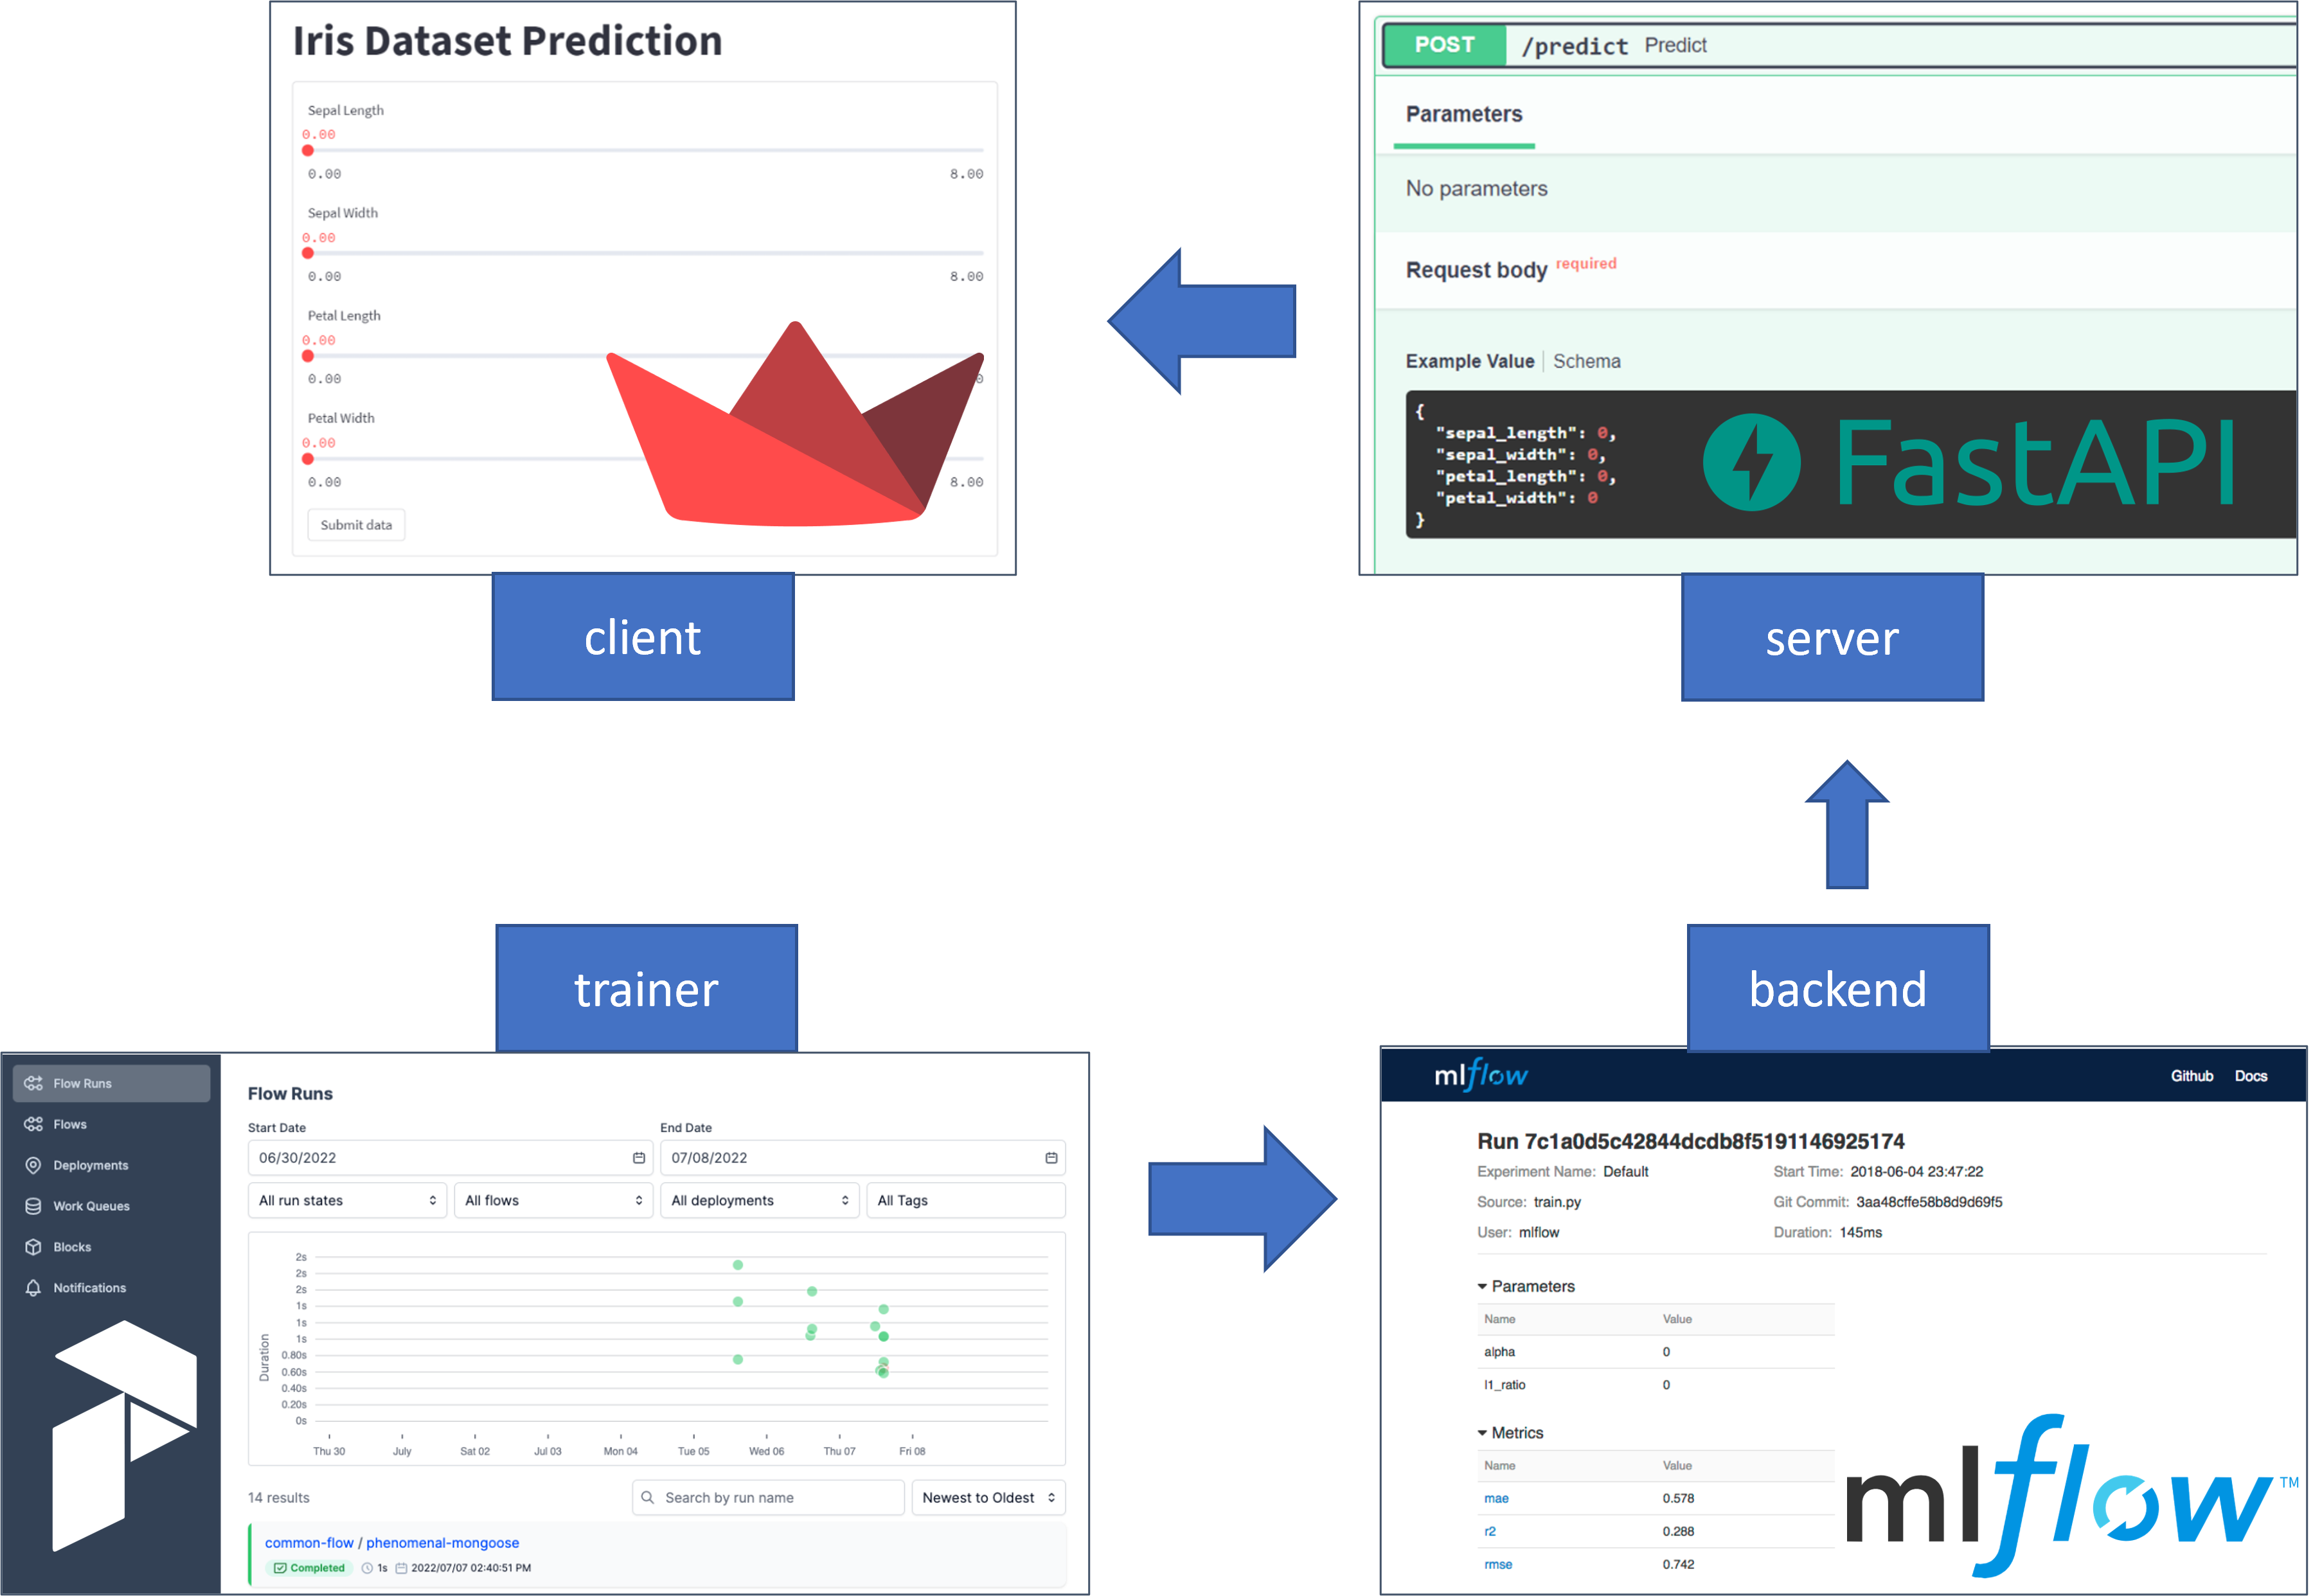 Iris Dataset Prediction
Sepal Length
0.00
0.00 8.00
Sepal Width
0.00
0.00 8.00
Petal Length
0.00
0.00 0
Petal Width
0.00
0.00 8.00
Submit data
client
POST /predict Predict
Parameters
No parameters
Request body required
Example Value Schema
{
"sepal_length": 0,
"sepal_width": 0,
"petal_length": 0,
"petal_width": 0
}
FastAPI
server
trainer
Flow Runs
Flows
Deployments
Work Queues
Blocks
Notifications
Flow Runs
Start Date End Date
06/30/2022 07/08/2022
All run states All flows All deployments All Tags
2s
2s
2s
1s
1s
1s
0.80s
0.60s
0.40s
0.20s
0s
Duration
Thu 30 July Sat 02 Jul 03 Mon 04 Tue 05 Wed 06 Thu 07 Fri 08
14 results Search by run name Newest to Oldest
common-flow / phenomenal-mongoose
Completed 1s 2022/07/07 02:40:51 PM
backend
mlflow Github Docs
Run 7c1a0d5c42844dcdb8f5191146925174
Experiment Name: Default Start Time: 2018-06-04 23:47:22
Source: train.py Git Commit: 3aa48cffe58b8d9d69f5
User: mlflow Duration: 145ms
Parameters
Name Value
alpha 0
l1_ratio 0
Metrics
Name Value
mae 0.578
r2 0.288
rmse 0.742
mlflow TM